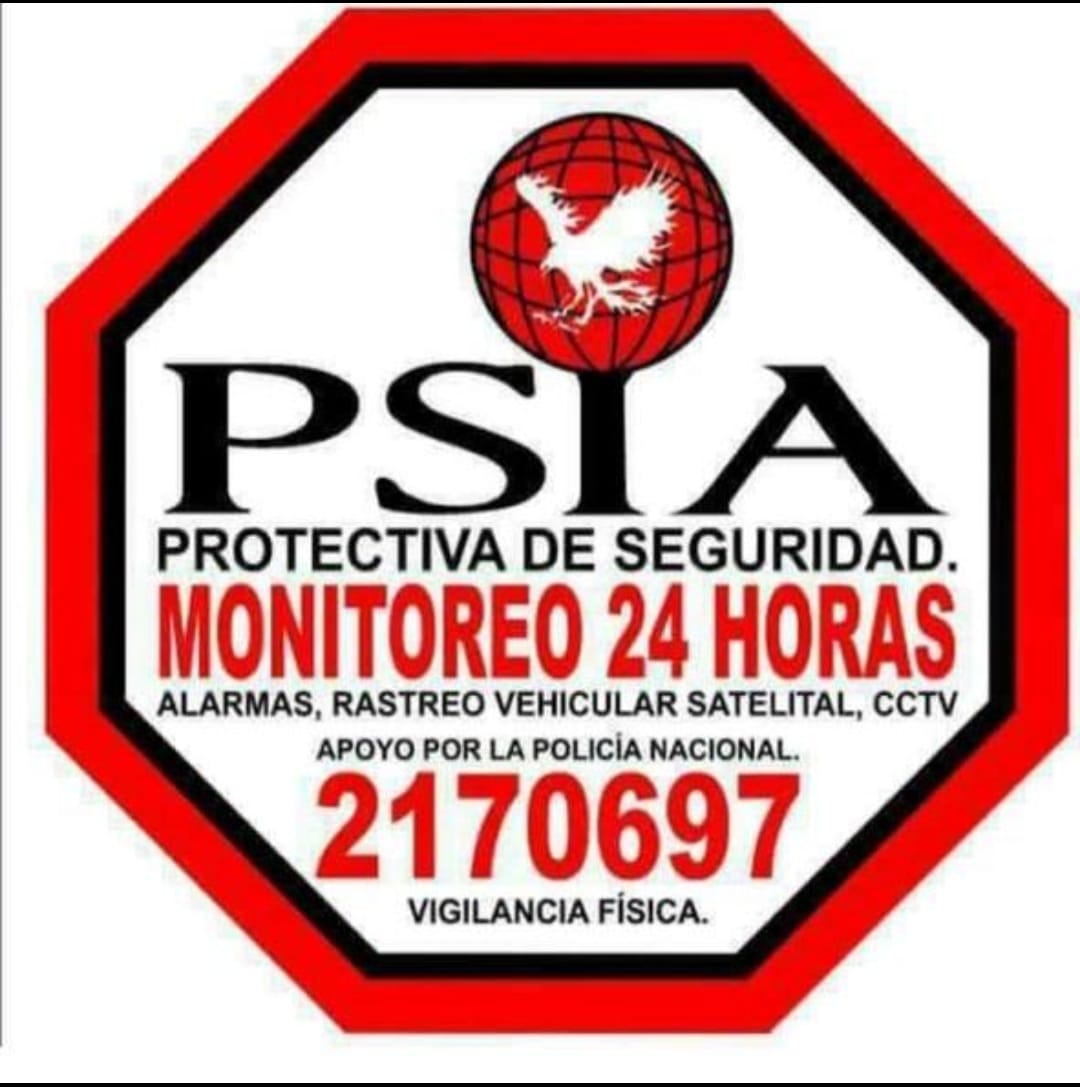 PSIA
PROTECTIVA DE SEGURIDAD.
MONITOREO 24 HORAS
ALARMAS, RASTREO VEHICULAR SATELITAL, CCTV
APOYO POR LA POLICÍA NACIONAL.
2170697
VIGILANCIA FÍSICA.